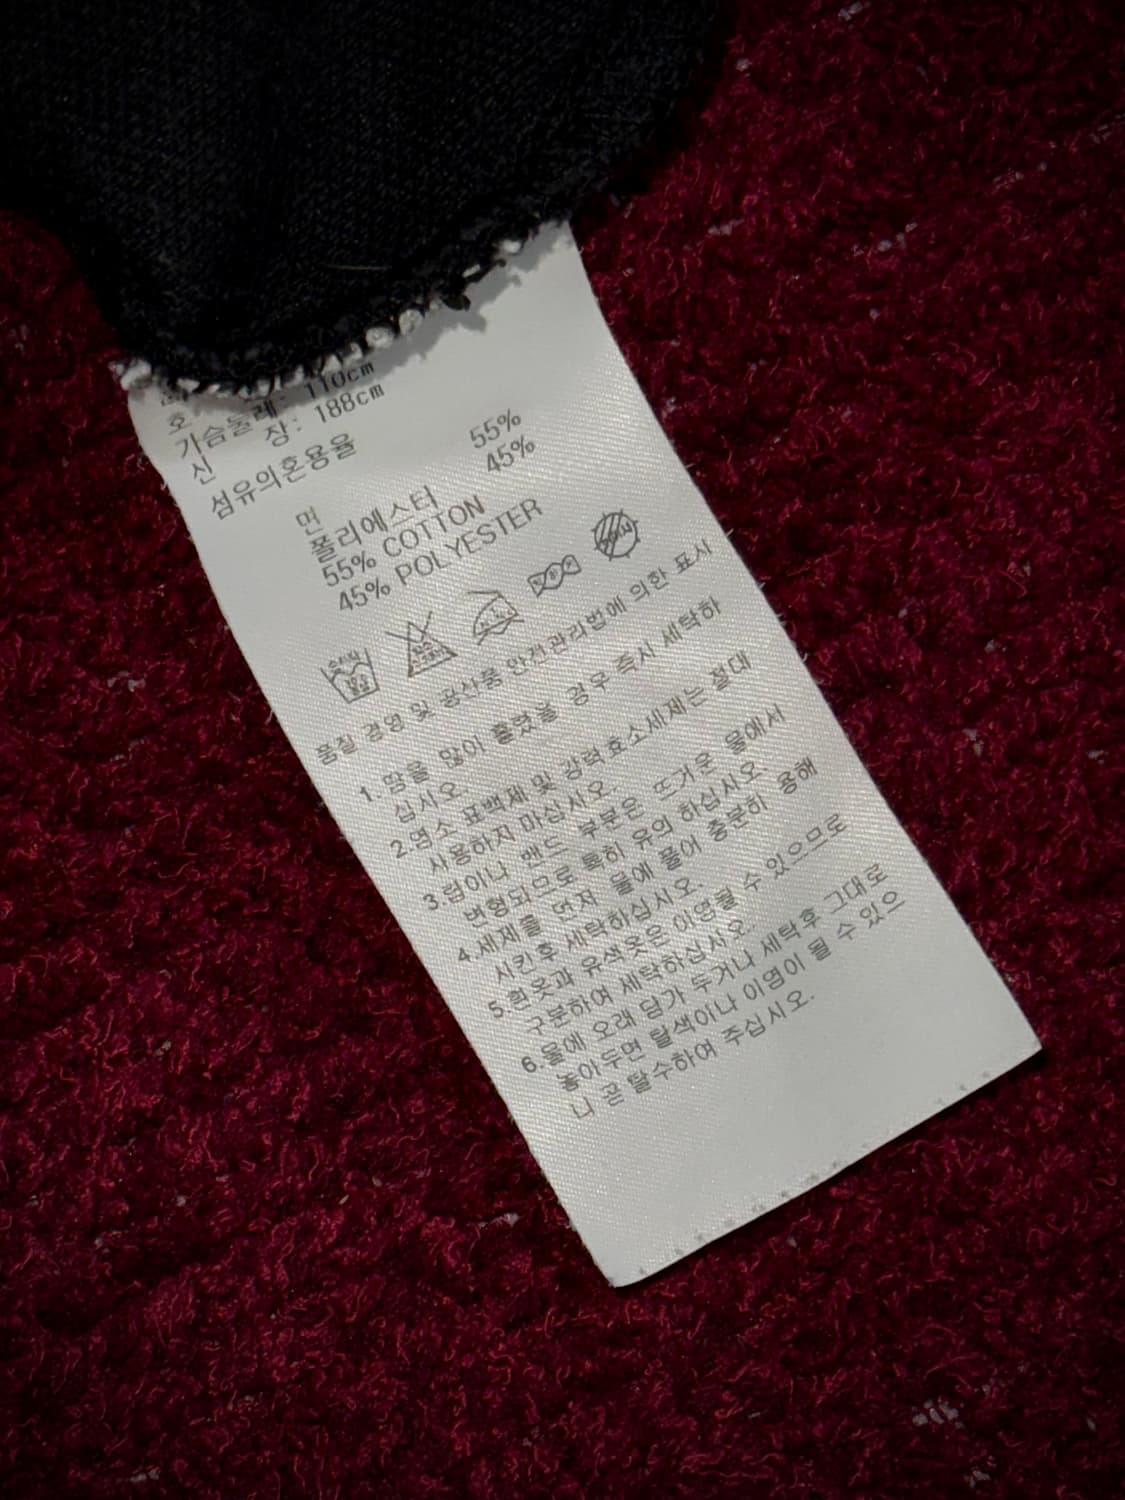 호
가슴둘레: 110cm
신 장: 188cm
섬유의혼용율
면 55%
폴리에스터 45%
55% COTTON
45% POLYESTER
품질 경영 및 공산품 안전관리법에 의한 표시
1. 땀을 많이 흘렸을 경우 즉시 세탁하
십시오.
2.염소 표백제 및 강력효소세제는 절대
사용하지 마십시오.
3.립이나 밴드 부분은 뜨거운 물에서
변형되므로 특히 유의 하십시오.
4.세제를 먼저 물에 풀어 충분히 용해
시킨후 세탁하십시오.
5.흰옷과 유색옷은 이염될 수 있으므로
구분하여 세탁하십시오.
6.물에 오래 담가 두거나 세탁후 그대로
놓아두면 탈색이나 이염이 될 수 있으
니 곧 탈수하여 주십시오.